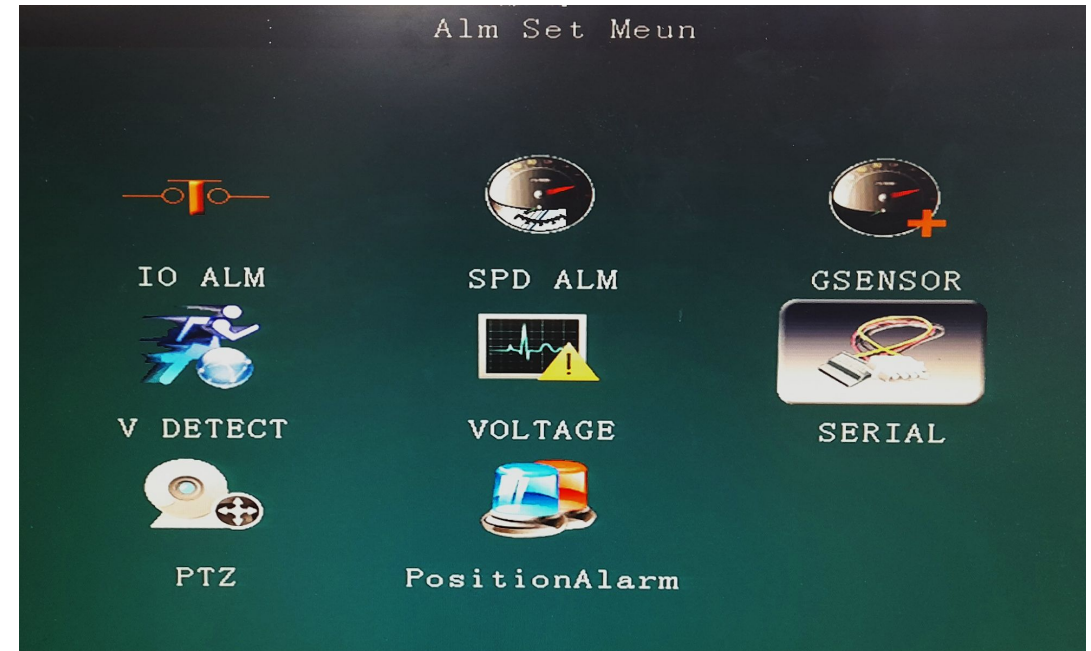 Alm Set Meun
IO ALM
SPD ALM
GSENSOR
V DETECT
VOLTAGE
SERIAL
PTZ
PositionAlarm